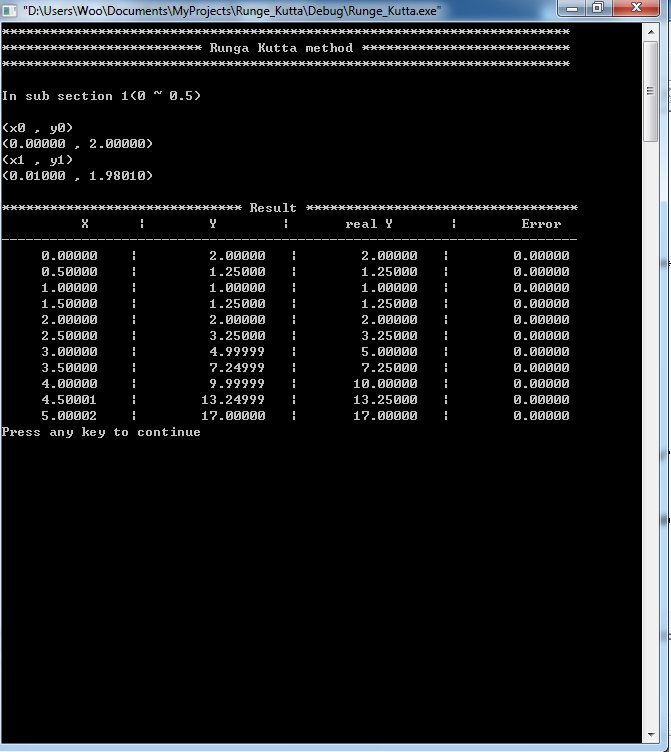 "D:\Users\Woo\Documents\MyProjects\Runge_Kutta\Debug\Runge_Kutta.exe"
***********************************************************************
************************* Runga Kutta method **************************
***********************************************************************
In sub section 1(0 ~ 0.5)
(x0 , y0)
(0.00000 , 2.00000)
(x1 , y1)
(0.01000 , 1.98010)
****************************** Result **********************************
X ¦ Y ¦ real Y ¦ Error
------------------------------------------------------------------------
0.00000 ¦ 2.00000 ¦ 2.00000 ¦ 0.00000
0.50000 ¦ 1.25000 ¦ 1.25000 ¦ 0.00000
1.00000 ¦ 1.00000 ¦ 1.00000 ¦ 0.00000
1.50000 ¦ 1.25000 ¦ 1.25000 ¦ 0.00000
2.00000 ¦ 2.00000 ¦ 2.00000 ¦ 0.00000
2.50000 ¦ 3.25000 ¦ 3.25000 ¦ 0.00000
3.00000 ¦ 4.99999 ¦ 5.00000 ¦ 0.00000
3.50000 ¦ 7.24999 ¦ 7.25000 ¦ 0.00000
4.00000 ¦ 9.99999 ¦ 10.00000 ¦ 0.00000
4.50001 ¦ 13.24999 ¦ 13.25000 ¦ 0.00000
5.00002 ¦ 17.00000 ¦ 17.00000 ¦ 0.00000
Press any key to continue